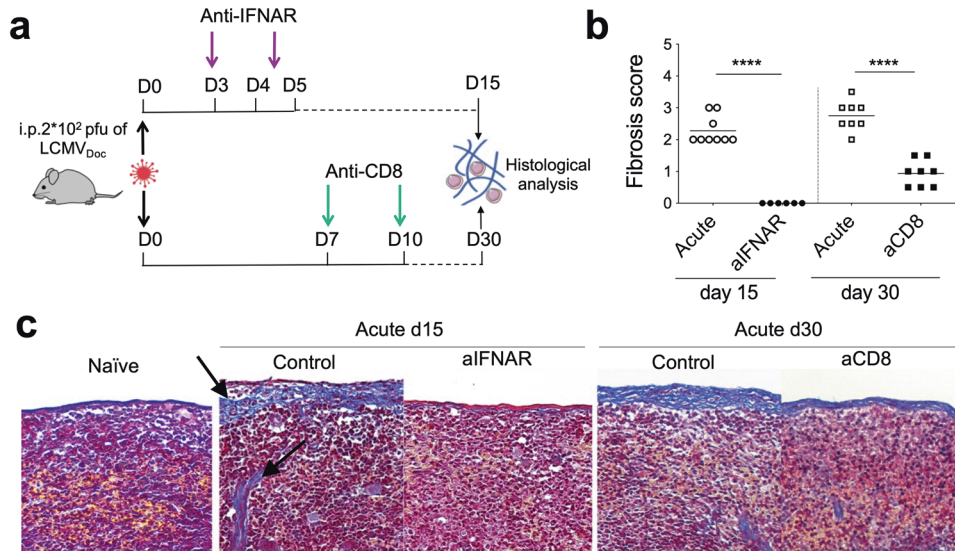 a
Anti-IFNAR
D0
D3
D4
D5
D15
i.p.2*10² pfu of
LCMV_Doc
Anti-CD8
Histological
analysis
D0
D7
D10
D30
b
Fibrosis score
5
4
3
2
1
0
****
****
Acute
aIFNAR
Acute
aCD8
day 15
day 30
c
Acute d15
Acute d30
Naïve
Control
aIFNAR
Control
aCD8